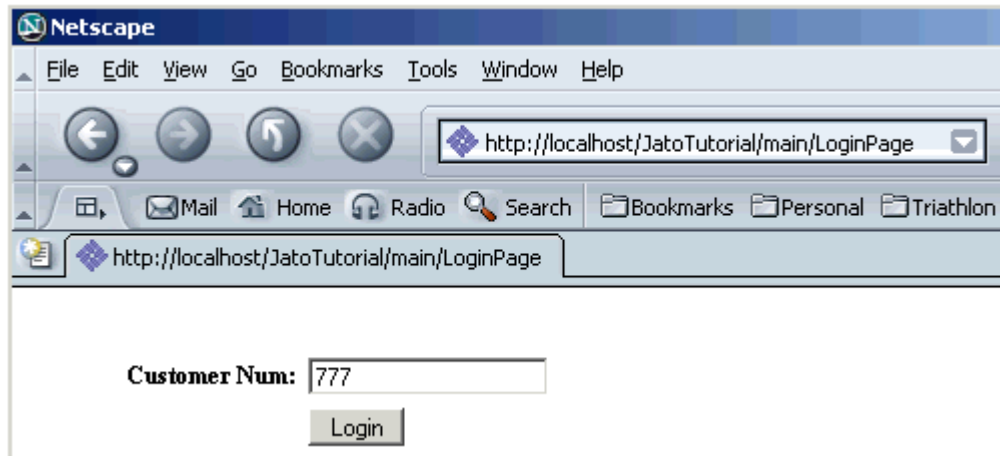 Netscape
File Edit View Go Bookmarks Tools Window Help
http://localhost/JatoTutorial/main/LoginPage
Mail Home Radio Search Bookmarks Personal Triathlon
http://localhost/JatoTutorial/main/LoginPage
Customer Num: 777
Login